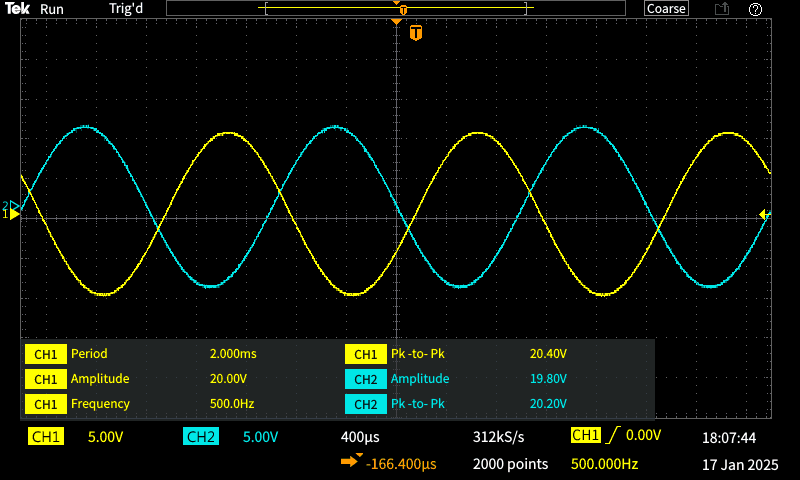 Tek Run Trig'd T Coarse ?
T
2
1
CH1 Period 2.000ms CH1 Pk -to- Pk 20.40V
CH1 Amplitude 20.00V CH2 Amplitude 19.80V
CH1 Frequency 500.0Hz CH2 Pk -to- Pk 20.20V
CH1 5.00V CH2 5.00V 400µs 312kS/s CH1 0.00V 18:07:44
-166.400µs 2000 points 500.000Hz 17 Jan 2025